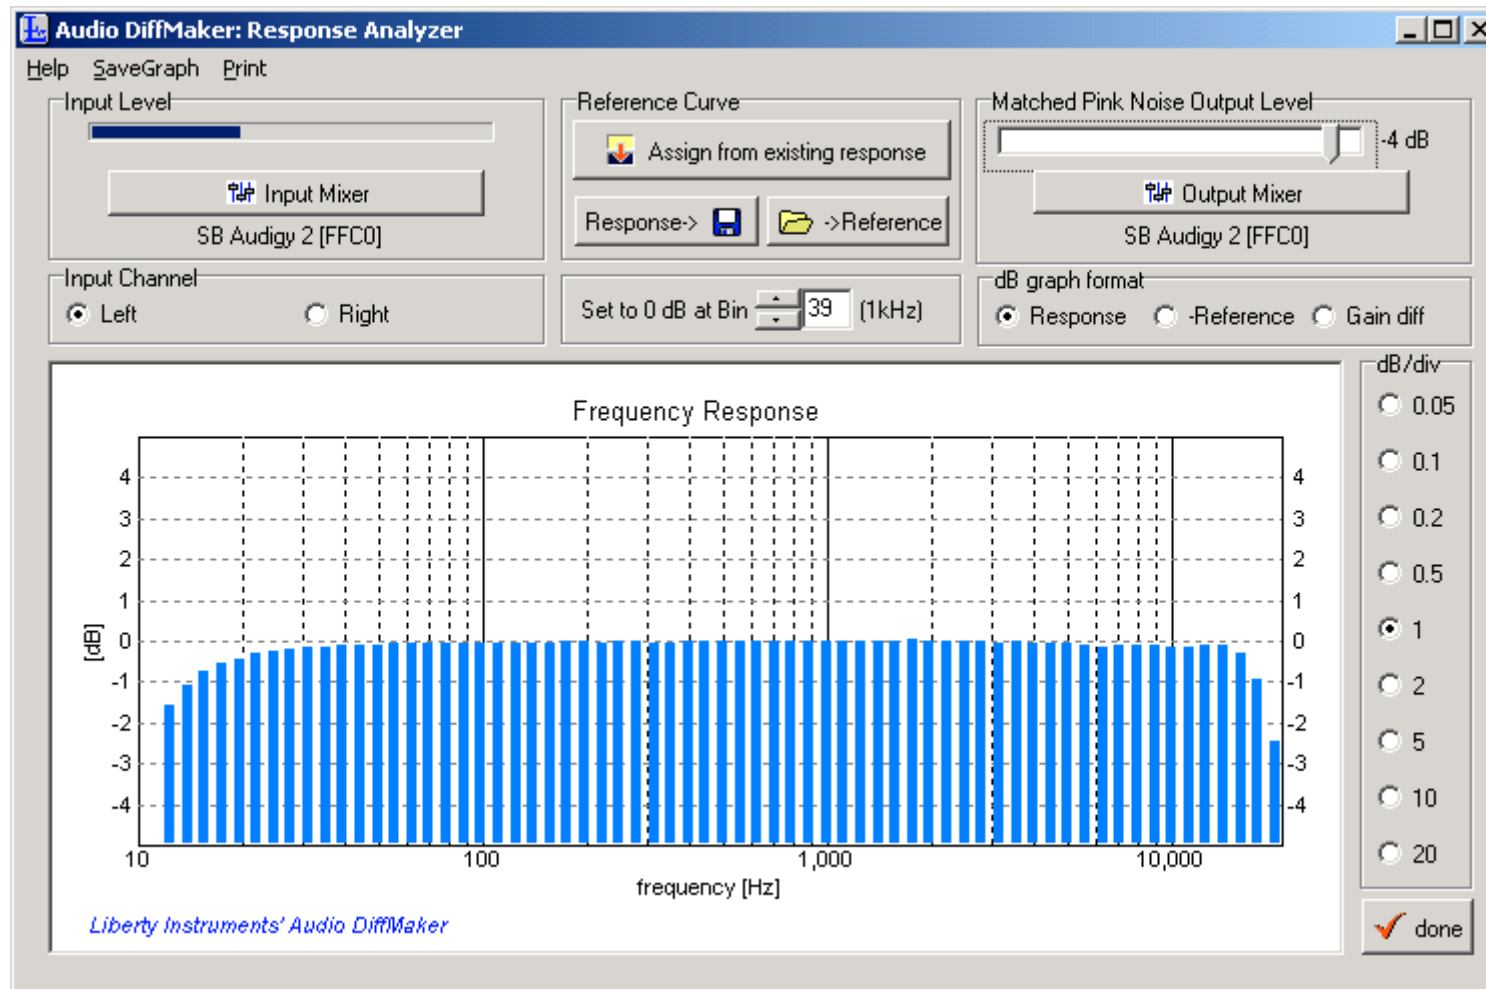 Audio DiffMaker: Response Analyzer
Help SaveGraph Print
Input Level
Input Mixer
SB Audigy 2 [FFC0]
Reference Curve
Assign from existing response
Response-> ->Reference
Matched Pink Noise Output Level
-4 dB
Output Mixer
SB Audigy 2 [FFC0]
Input Channel
Left Right
Set to 0 dB at Bin 39 (1kHz)
dB graph format
Response -Reference Gain diff
Frequency Response
[dB]
4 4
3 3
2 2
1 1
0 0
-1 -1
-2 -2
-3 -3
-4 -4
10 100 1,000 10,000
frequency [Hz]
Liberty Instruments' Audio DiffMaker
dB/div
0.05
0.1
0.2
0.5
1
2
5
10
20
done